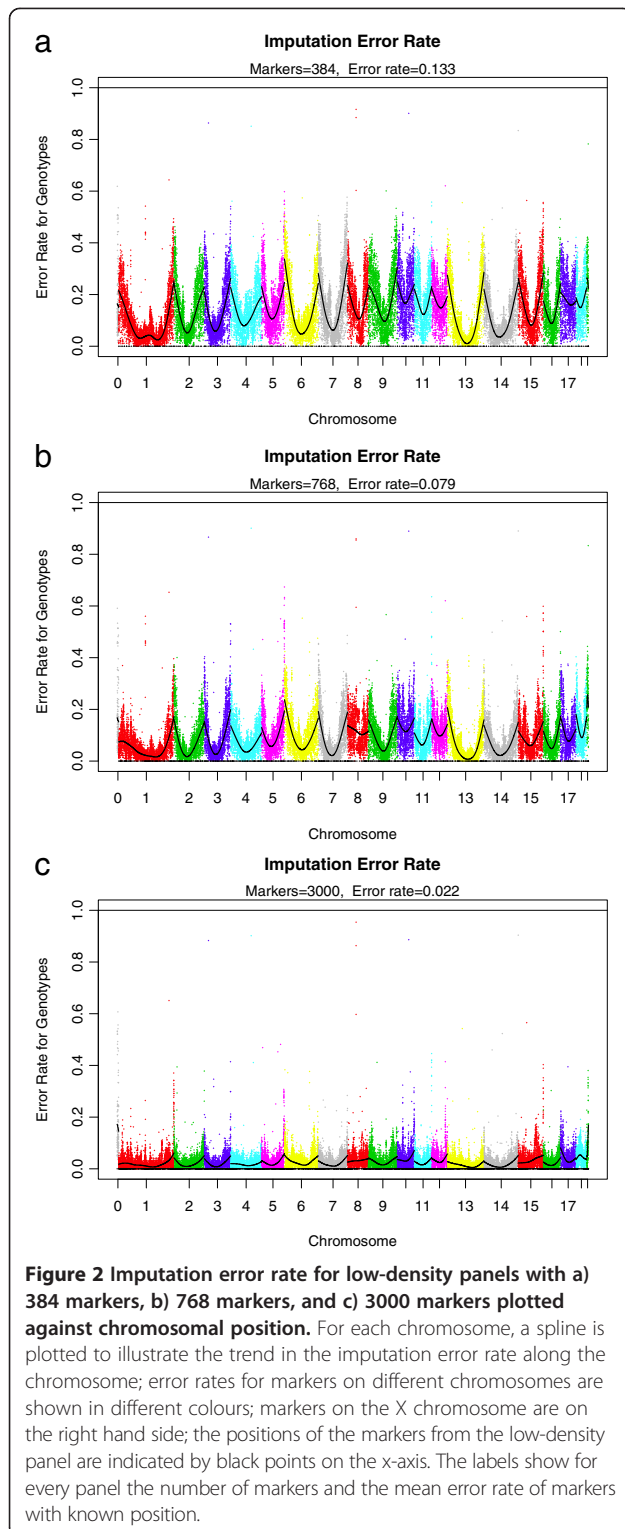 a
Imputation Error Rate
Markers=384, Error rate=0.133
Error Rate for Genotypes
1.0
0.8
0.6
0.4
0.2
0.0
0 1 2 3 4 5 6 7 8 9 11 13 14 15 17
Chromosome
b
Imputation Error Rate
Markers=768, Error rate=0.079
Error Rate for Genotypes
1.0
0.8
0.6
0.4
0.2
0.0
0 1 2 3 4 5 6 7 8 9 11 13 14 15 17
Chromosome
c
Imputation Error Rate
Markers=3000, Error rate=0.022
Error Rate for Genotypes
1.0
0.8
0.6
0.4
0.2
0.0
0 1 2 3 4 5 6 7 8 9 11 13 14 15 17
Chromosome
Figure 2 Imputation error rate for low-density panels with a)
384 markers, b) 768 markers, and c) 3000 markers plotted
against chromosomal position. For each chromosome, a spline is
plotted to illustrate the trend in the imputation error rate along the
chromosome; error rates for markers on different chromosomes are
shown in different colours; markers on the X chromosome are on
the right hand side; the positions of the markers from the low-density
panel are indicated by black points on the x-axis. The labels show for
every panel the number of markers and the mean error rate of markers
with known position.